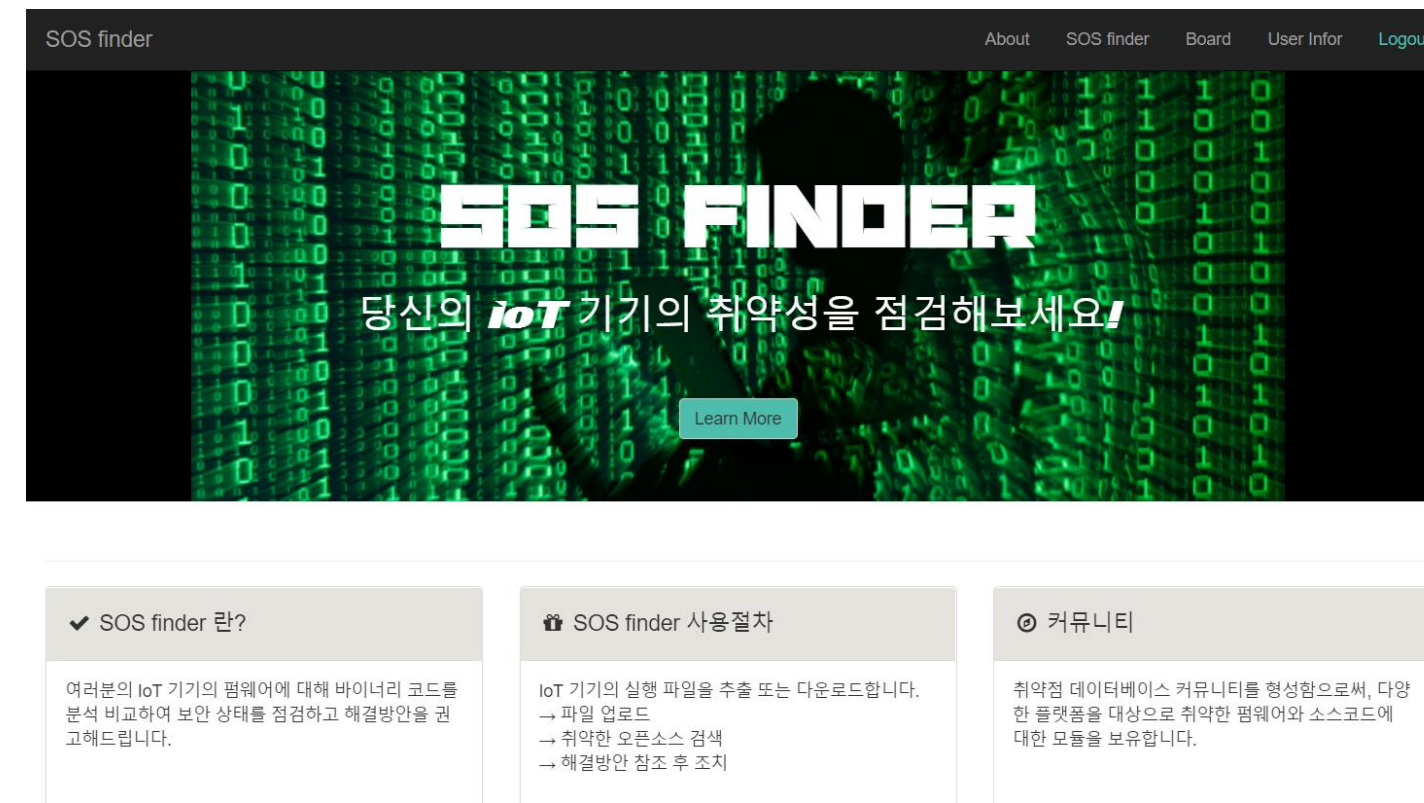 SOS finder
About SOS finder Board User Infor Logou
SOS FINDER
당신의 ioT 기기의 취약성을 점검해보세요!
Learn More
SOS finder 란?
여러분의 IoT 기기의 펌웨어에 대해 바이너리 코드를
분석 비교하여 보안 상태를 점검하고 해결방안을 권
고해드립니다.
SOS finder 사용절차
IoT 기기의 실행 파일을 추출 또는 다운로드합니다.
→ 파일 업로드
→ 취약한 오픈소스 검색
→ 해결방안 참조 후 조치
커뮤니티
취약점 데이터베이스 커뮤니티를 형성함으로써, 다양
한 플랫폼을 대상으로 취약한 펌웨어와 소스코드에
대한 모듈을 보유합니다.